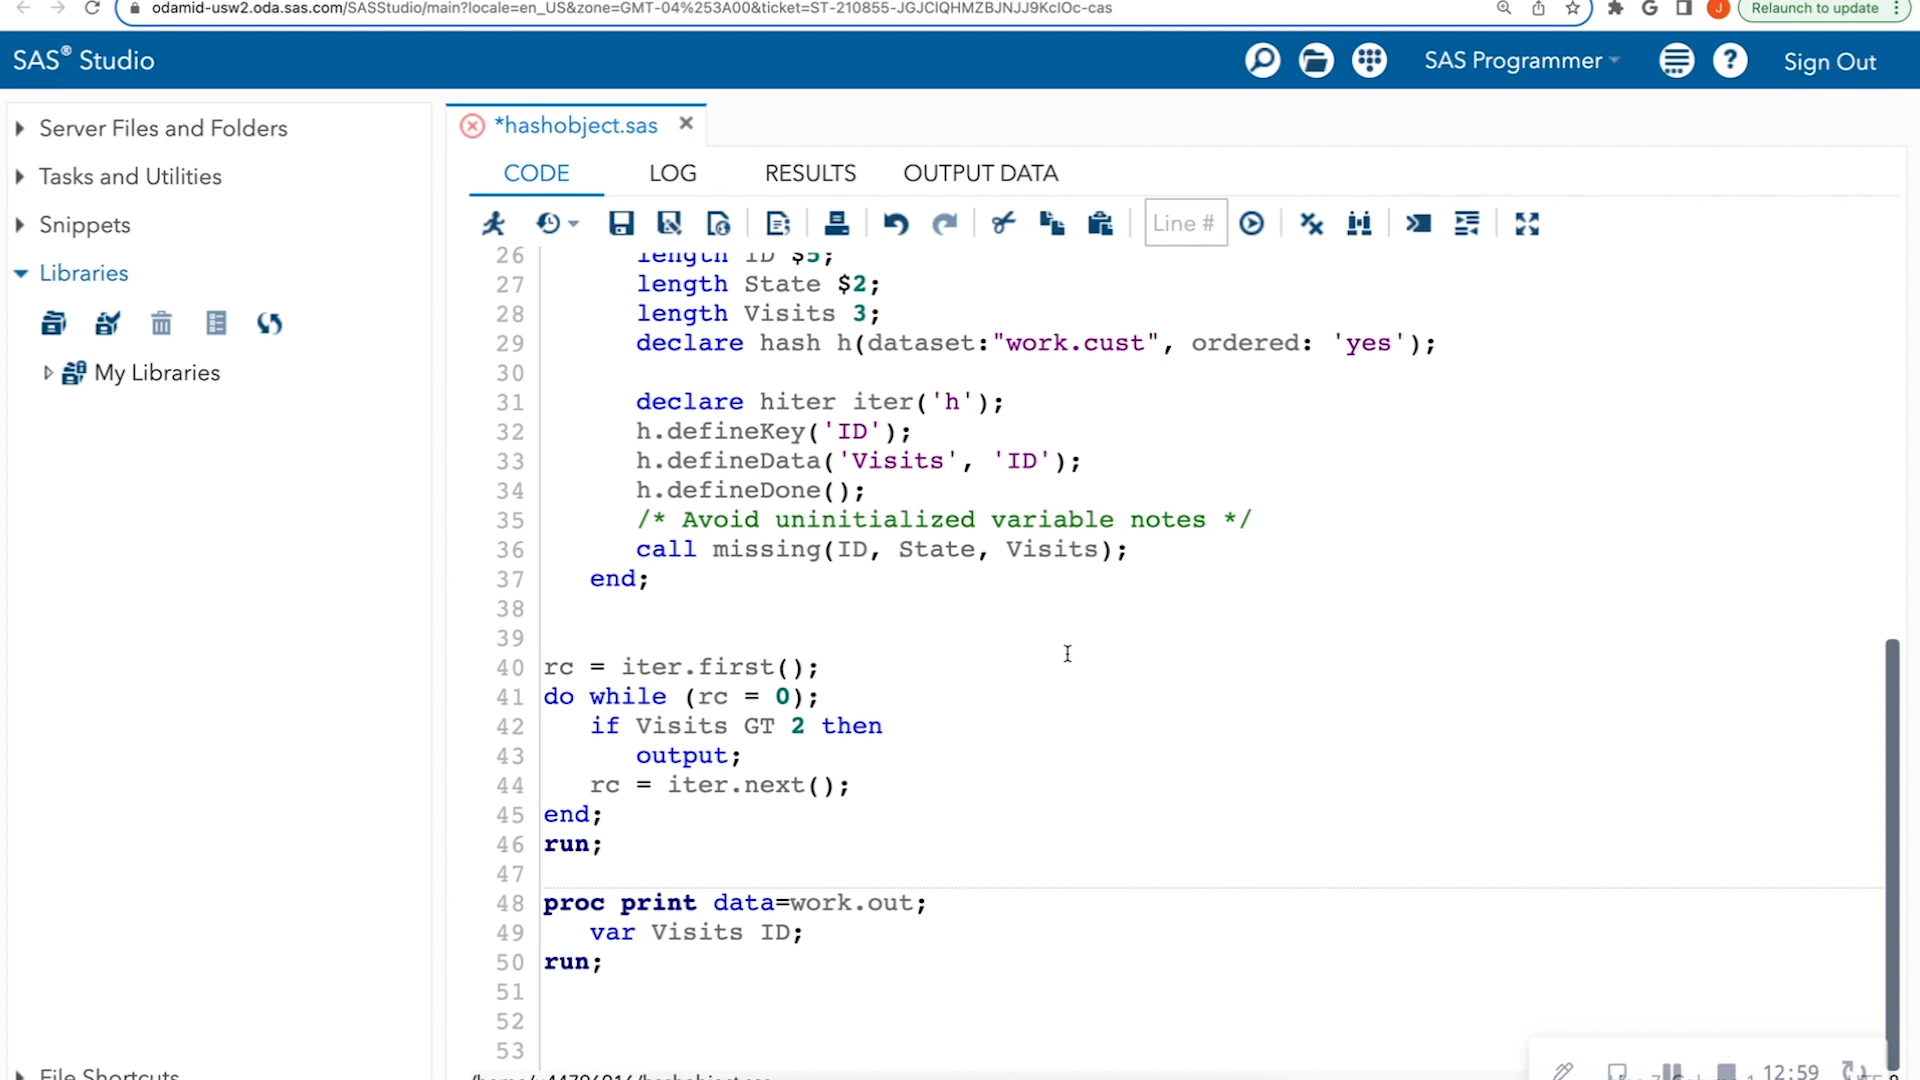 odamid-usw2.oda.sas.com/SASStudio/main?locale=en_US&zone=GMT-04%253A00&ticket=ST-210855-JGJCIQHMZBJNJJ9KcIOc-cas
Relaunch to update
SAS® Studio
SAS Programmer
Sign Out
Server Files and Folders
Tasks and Utilities
Snippets
Libraries
My Libraries
File Shortcuts
*hashobject.sas
CODE LOG RESULTS OUTPUT DATA
Line #
26 length ID $5;
27 length State $2;
28 length Visits 3;
29 declare hash h(dataset:"work.cust", ordered: 'yes');
30
31 declare hiter iter('h');
32 h.defineKey('ID');
33 h.defineData('Visits', 'ID');
34 h.defineDone();
35 /* Avoid uninitialized variable notes */
36 call missing(ID, State, Visits);
37 end;
38
39
40 rc = iter.first();
41 do while (rc = 0);
42 if Visits GT 2 then
43 output;
44 rc = iter.next();
45 end;
46 run;
47
48 proc print data=work.out;
49 var Visits ID;
50 run;
51
52
53
12:59